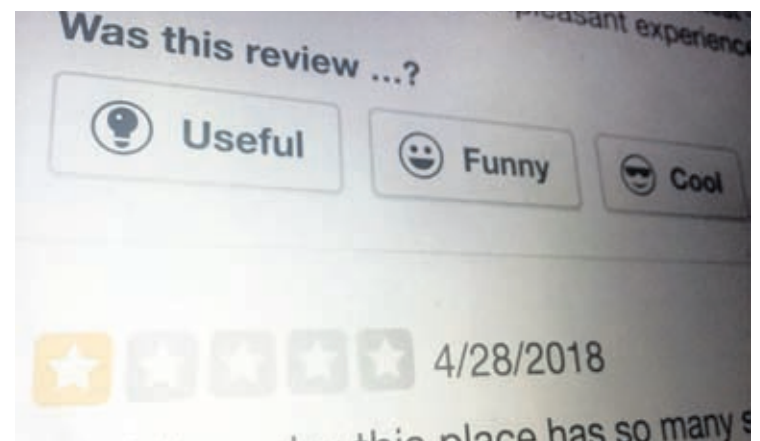 pleasant experience
Was this review ...?
Useful
Funny
Cool
4/28/2018
this place has so many